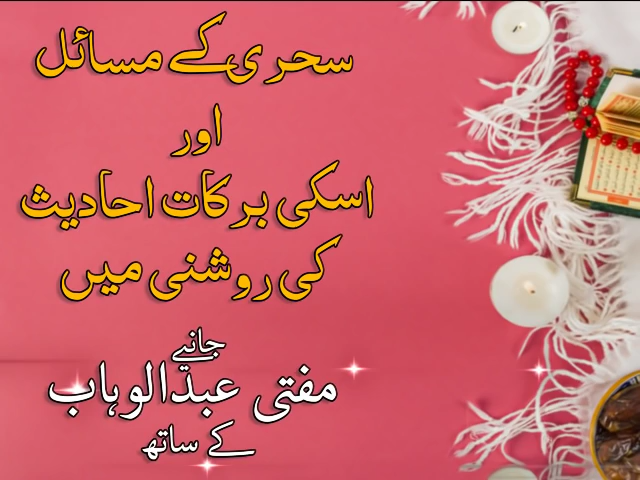 سحری کے مسائل
اور
اسکی برکات احادیث
کی روشنی میں
جانیے
مفتی عبدالوہاب
کے ساتھ